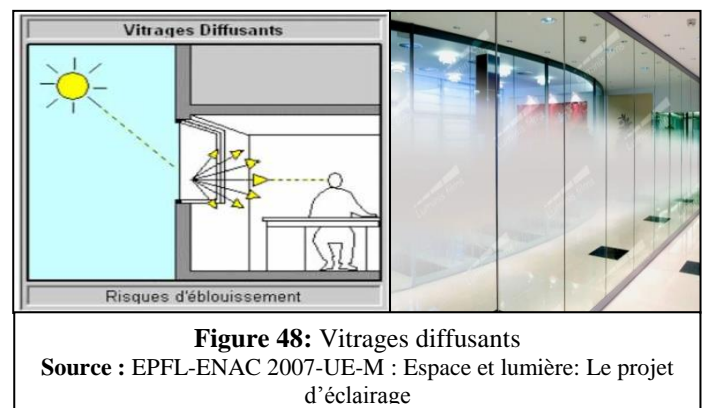 Vitrages Diffusants
Risques d'éblouissement
Figure 48: Vitrages diffusants
Source : EPFL-ENAC 2007-UE-M : Espace et lumière: Le projet
d'éclairage